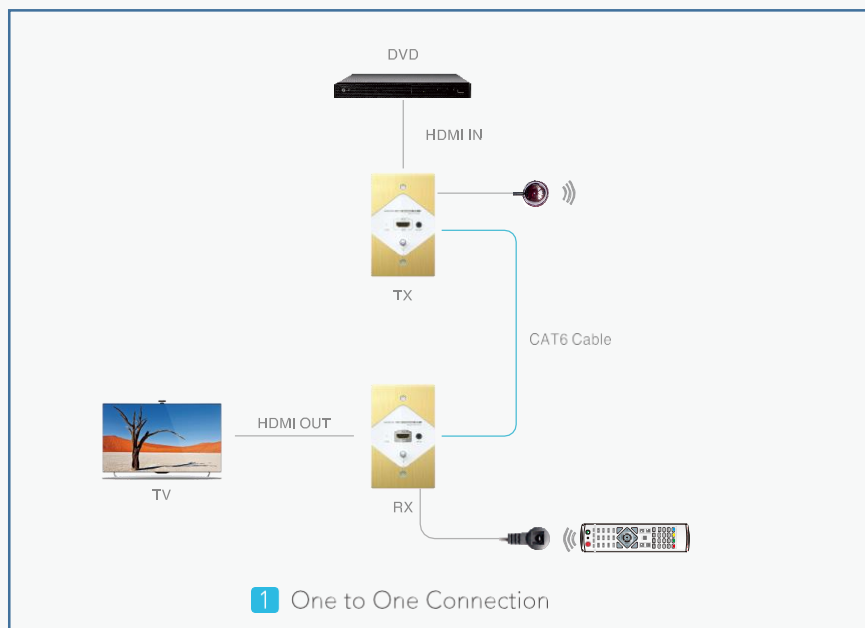 DVD
HDMI IN
TX
CAT6 Cable
HDMI OUT
TV
RX
1 One to One Connection